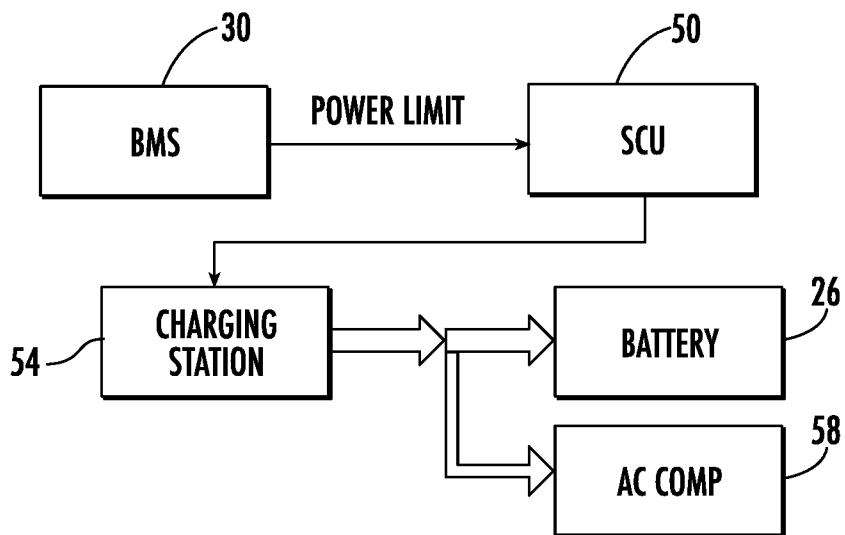 30
50
BMS
POWER LIMIT
SCU
CHARGING
STATION
54
BATTERY
26
AC COMP
58